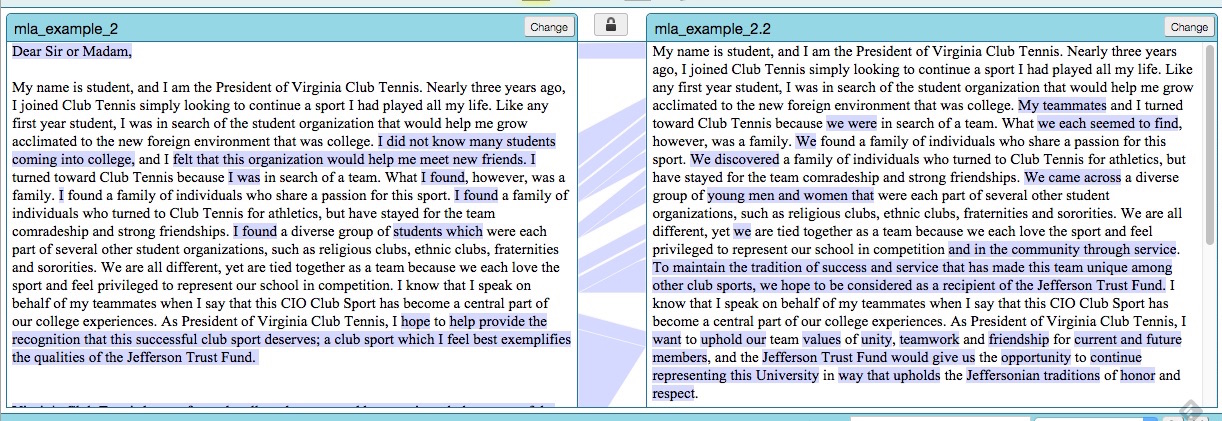 mla_example_2
Change
Dear Sir or Madam,
My name is student, and I am the President of Virginia Club Tennis. Nearly three years ago,
I joined Club Tennis simply looking to continue a sport I had played all my life. Like any
first year student, I was in search of the student organization that would help me grow
acclimated to the new foreign environment that was college. I did not know many students
coming into college, and I felt that this organization would help me meet new friends. I
turned toward Club Tennis because I was in search of a team. What I found, however, was a
family. I found a family of individuals who share a passion for this sport. I found a family of
individuals who turned to Club Tennis for athletics, but have stayed for the team
comradeship and strong friendships. I found a diverse group of students which were each
part of several other student organizations, such as religious clubs, ethnic clubs, fraternities
and sororities. We are all different, yet are tied together as a team because we each love the
sport and feel privileged to represent our school in competition. I know that I speak on
behalf of my teammates when I say that this CIO Club Sport has become a central part of
our college experiences. As President of Virginia Club Tennis, I hope to help provide the
recognition that this successful club sport deserves; a club sport which I feel best exemplifies
the qualities of the Jefferson Trust Fund.
mla_example_2.2
Change
My name is student, and I am the President of Virginia Club Tennis. Nearly three years
ago, I joined Club Tennis simply looking to continue a sport I had played all my life. Like
any first year student, I was in search of the student organization that would help me grow
acclimated to the new foreign environment that was college. My teammates and I turned
toward Club Tennis because we were in search of a team. What we each seemed to find,
however, was a family. We found a family of individuals who share a passion for this
sport. We discovered a family of individuals who turned to Club Tennis for athletics, but
have stayed for the team comradeship and strong friendships. We came across a diverse
group of young men and women that were each part of several other student
organizations, such as religious clubs, ethnic clubs, fraternities and sororities. We are all
different, yet we are tied together as a team because we each love the sport and feel
privileged to represent our school in competition and in the community through service.
To maintain the tradition of success and service that has made this team unique among
other club sports, we hope to be considered as a recipient of the Jefferson Trust Fund. I
know that I speak on behalf of my teammates when I say that this CIO Club Sport has
become a central part of our college experiences. As President of Virginia Club Tennis, I
want to uphold our team values of unity, teamwork and friendship for current and future
members, and the Jefferson Trust Fund would give us the opportunity to continue
representing this University in way that upholds the Jeffersonian traditions of honor and
respect.